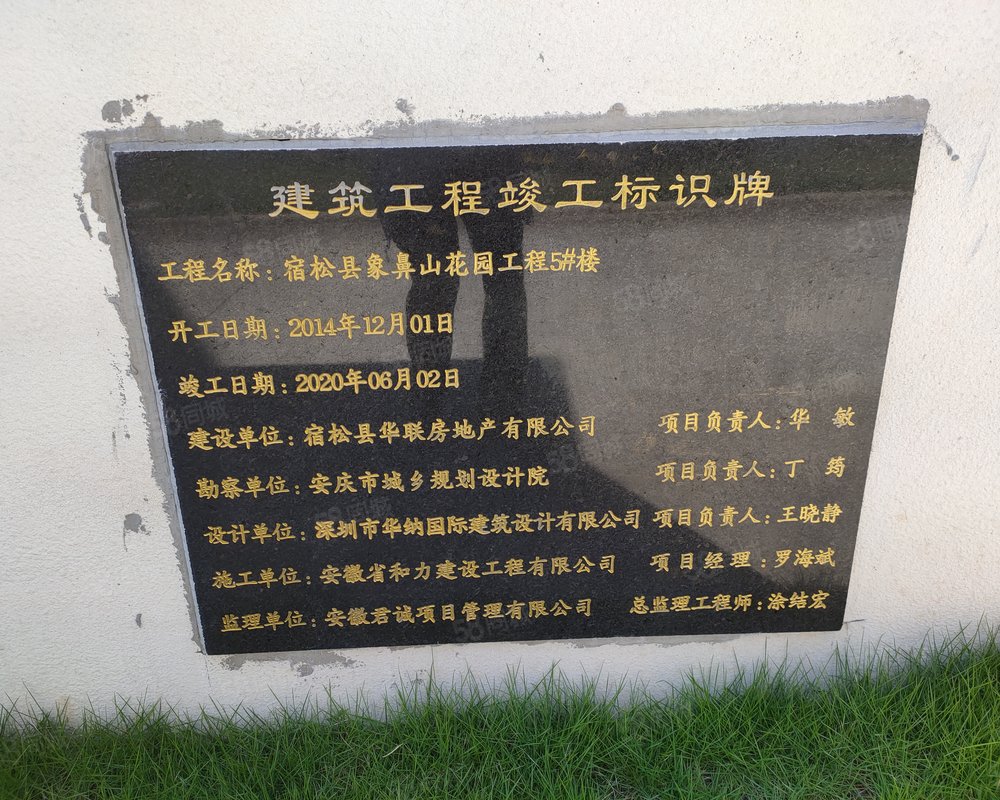 建筑工程竣工标识牌
工程名称：宿松县象鼻山花园工程5#楼
开工日期：2014年12月01日
竣工日期：2020年06月02日
建设单位：宿松县华联房地产有限公司 项目负责人：华 敏
勘察单位：安庆市城乡规划设计院 项目负责人：丁 筠
设计单位：深圳市华纳国际建筑设计有限公司 项目负责人：王晓静
施工单位：安徽省和力建设工程有限公司 项目经理：罗海斌
监理单位：安徽君诚项目管理有限公司 总监理工程师：涂结宏
58同城